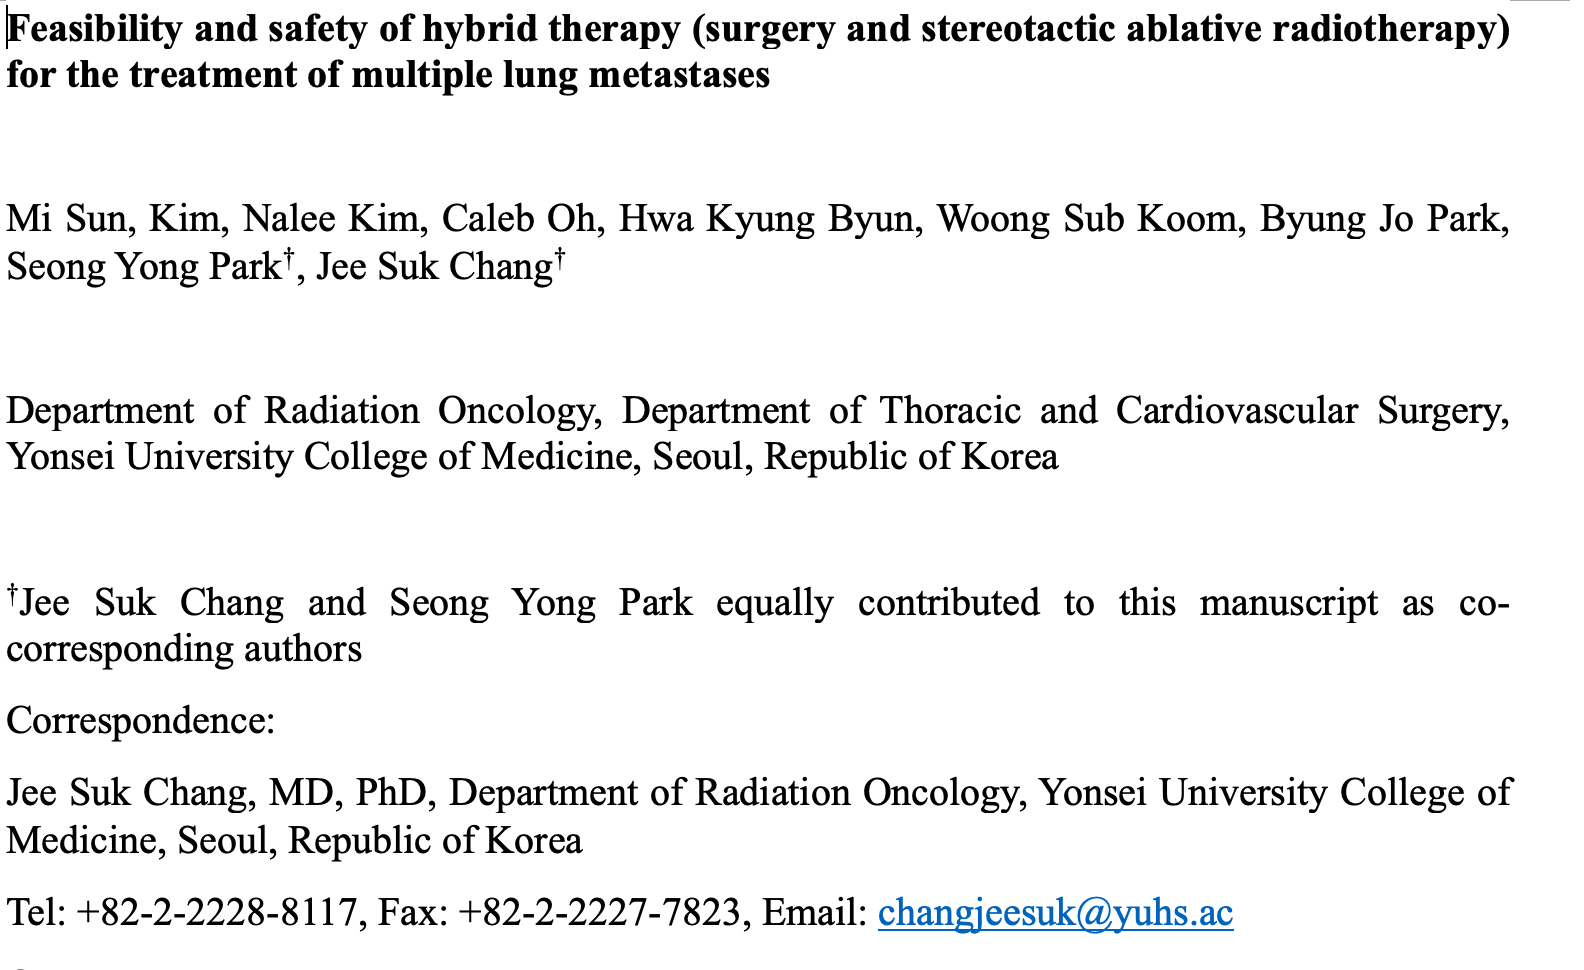 Feasibility and safety of hybrid therapy (surgery and stereotactic ablative radiotherapy)
for the treatment of multiple lung metastases
Mi Sun, Kim, Nalee Kim, Caleb Oh, Hwa Kyung Byun, Woong Sub Koom, Byung Jo Park,
Seong Yong Park†, Jee Suk Chang†
Department of Radiation Oncology, Department of Thoracic and Cardiovascular Surgery,
Yonsei University College of Medicine, Seoul, Republic of Korea
†Jee Suk Chang and Seong Yong Park equally contributed to this manuscript as co-
corresponding authors
Correspondence:
Jee Suk Chang, MD, PhD, Department of Radiation Oncology, Yonsei University College of
Medicine, Seoul, Republic of Korea
Tel: +82-2-2228-8117, Fax: +82-2-2227-7823, Email: changjeesuk@yuhs.ac